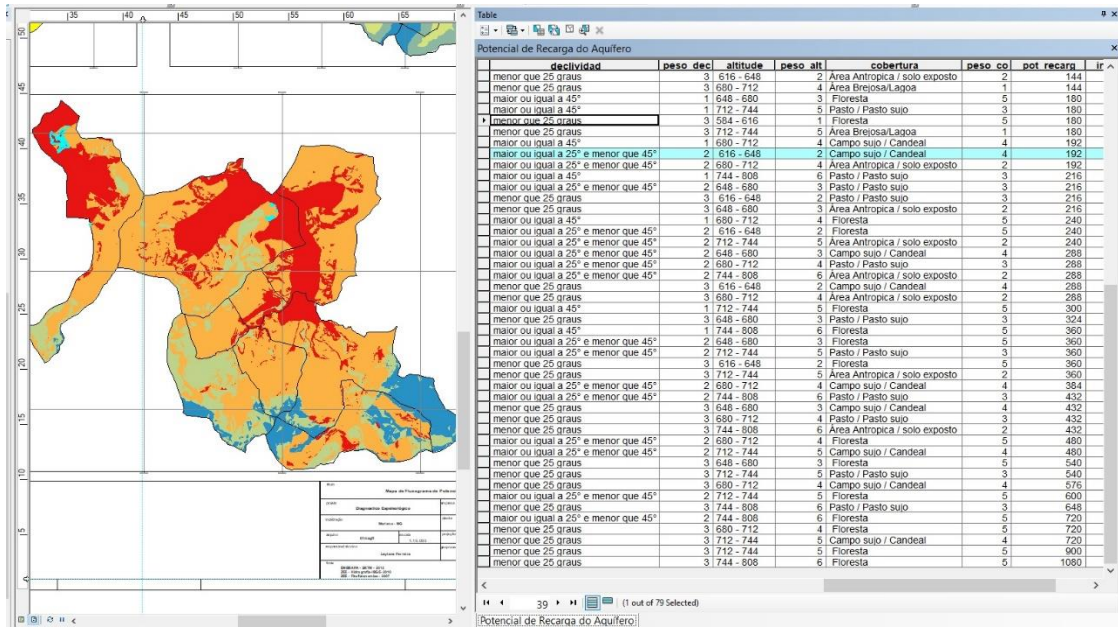 35 40 45 50 55 60 65
45
40
35
30
25
20
15
10
5
0
Mapa de Fluxograma de
Diagnóstico
Mariana - MG
Table
Potencial de Recarga do Aquífero
declividad peso_dec altitude peso_alt cobertura peso_co pot_recarg
menor que 25 graus 3 616 - 648 2 Área Antropica / solo exposto 2 144
menor que 25 graus 3 680 - 712 4 Área Brejosa/Lagoa 1 144
maior ou igual a 45° 1 648 - 680 3 Floresta 5 180
maior ou igual a 45° 1 712 - 744 5 Pasto / Pasto sujo 3 180
menor que 25 graus 3 584 - 616 1 Floresta 5 180
menor que 25 graus 3 712 - 744 5 Área Brejosa/Lagoa 1 180
maior ou igual a 45° 1 680 - 712 4 Campo sujo / Candeal 4 192
maior ou igual a 25° e menor que 45° 2 616 - 648 2 Campo sujo / Candeal 4 192
maior ou igual a 25° e menor que 45° 2 680 - 712 4 Área Antropica / solo exposto 2 192
maior ou igual a 45° 1 744 - 808 6 Pasto / Pasto sujo 3 216
maior ou igual a 25° e menor que 45° 2 648 - 680 3 Pasto / Pasto sujo 3 216
menor que 25 graus 3 616 - 648 2 Pasto / Pasto sujo 3 216
menor que 25 graus 3 648 - 680 3 Área Antropica / solo exposto 2 216
maior ou igual a 45° 1 680 - 712 4 Floresta 5 240
maior ou igual a 25° e menor que 45° 2 616 - 648 2 Floresta 5 240
maior ou igual a 25° e menor que 45° 2 712 - 744 5 Área Antropica / solo exposto 2 240
maior ou igual a 25° e menor que 45° 2 648 - 680 3 Campo sujo / Candeal 4 288
maior ou igual a 25° e menor que 45° 2 680 - 712 4 Pasto / Pasto sujo 3 288
maior ou igual a 25° e menor que 45° 2 744 - 808 6 Área Antropica / solo exposto 2 288
menor que 25 graus 3 616 - 648 2 Campo sujo / Candeal 4 288
menor que 25 graus 3 680 - 712 4 Área Antropica / solo exposto 2 288
maior ou igual a 45° 1 712 - 744 5 Floresta 5 300
menor que 25 graus 3 648 - 680 3 Pasto / Pasto sujo 3 324
maior ou igual a 45° 1 744 - 808 6 Floresta 5 360
maior ou igual a 25° e menor que 45° 2 648 - 680 3 Floresta 5 360
maior ou igual a 25° e menor que 45° 2 712 - 744 5 Pasto / Pasto sujo 3 360
menor que 25 graus 3 616 - 648 2 Floresta 5 360
menor que 25 graus 3 712 - 744 5 Área Antropica / solo exposto 2 360
maior ou igual a 25° e menor que 45° 2 680 - 712 4 Campo sujo / Candeal 4 384
maior ou igual a 25° e menor que 45° 2 744 - 808 6 Pasto / Pasto sujo 3 432
menor que 25 graus 3 648 - 680 3 Campo sujo / Candeal 4 432
menor que 25 graus 3 680 - 712 4 Pasto / Pasto sujo 3 432
menor que 25 graus 3 744 - 808 6 Área Antropica / solo exposto 2 432
maior ou igual a 25° e menor que 45° 2 680 - 712 4 Floresta 5 480
maior ou igual a 25° e menor que 45° 2 712 - 744 5 Campo sujo / Candeal 4 480
menor que 25 graus 3 648 - 680 3 Floresta 5 540
menor que 25 graus 3 712 - 744 5 Pasto / Pasto sujo 3 540
menor que 25 graus 3 680 - 712 4 Campo sujo / Candeal 4 576
maior ou igual a 25° e menor que 45° 2 712 - 744 5 Floresta 5 600
menor que 25 graus 3 744 - 808 6 Pasto / Pasto sujo 3 648
maior ou igual a 25° e menor que 45° 2 744 - 808 6 Floresta 5 720
menor que 25 graus 3 680 - 712 4 Floresta 5 720
menor que 25 graus 3 712 - 744 5 Campo sujo / Candeal 4 720
menor que 25 graus 3 712 - 744 5 Floresta 5 900
menor que 25 graus 3 744 - 808 6 Floresta 5 1080
39 (1 out of 79 Selected)
Potencial de Recarga do Aquífero